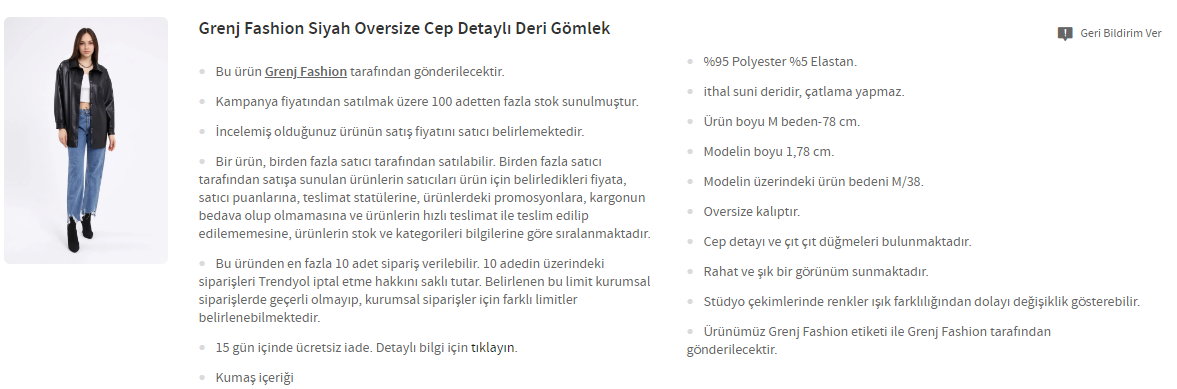 Grenj Fashion Siyah Oversize Cep Detaylı Deri Gömlek
Geri Bildirim Ver
Bu ürün Grenj Fashion tarafından gönderilecektir.
Kampanya fiyatından satılmak üzere 100 adetten fazla stok sunulmuştur.
İncelemiş olduğunuz ürünün satış fiyatını satıcı belirlemektedir.
Bir ürün, birden fazla satıcı tarafından satılabilir. Birden fazla satıcı
tarafından satışa sunulan ürünlerin satıcıları ürün için belirledikleri fiyata,
satıcı puanlarına, teslimat statülerine, ürünlerdeki promosyonlara, kargonun
bedava olup olmamasına ve ürünlerin hızlı teslimat ile teslim edilip
edilememesine, ürünlerin stok ve kategorileri bilgilerine göre sıralanmaktadır.
Bu üründen en fazla 10 adet sipariş verilebilir. 10 adedin üzerindeki
siparişleri Trendyol iptal etme hakkını saklı tutar. Belirlenen bu limit kurumsal
siparişlerde geçerli olmayıp, kurumsal siparişler için farklı limitler
belirlenebilmektedir.
15 gün içinde ücretsiz iade. Detaylı bilgi için tıklayın.
Kumaş içeriği
%95 Polyester %5 Elastan.
ithal suni deridir, çatlama yapmaz.
Ürün boyu M beden-78 cm.
Modelin boyu 1,78 cm.
Modelin üzerindeki ürün bedeni M/38.
Oversize kalıptır.
Cep detayı ve çıt çıt düğmeleri bulunmaktadır.
Rahat ve şık bir görünüm sunmaktadır.
Stüdyo çekimlerinde renkler ışık farklılığından dolayı değişiklik gösterebilir.
Ürünümüz Grenj Fashion etiketi ile Grenj Fashion tarafından
gönderilecektir.